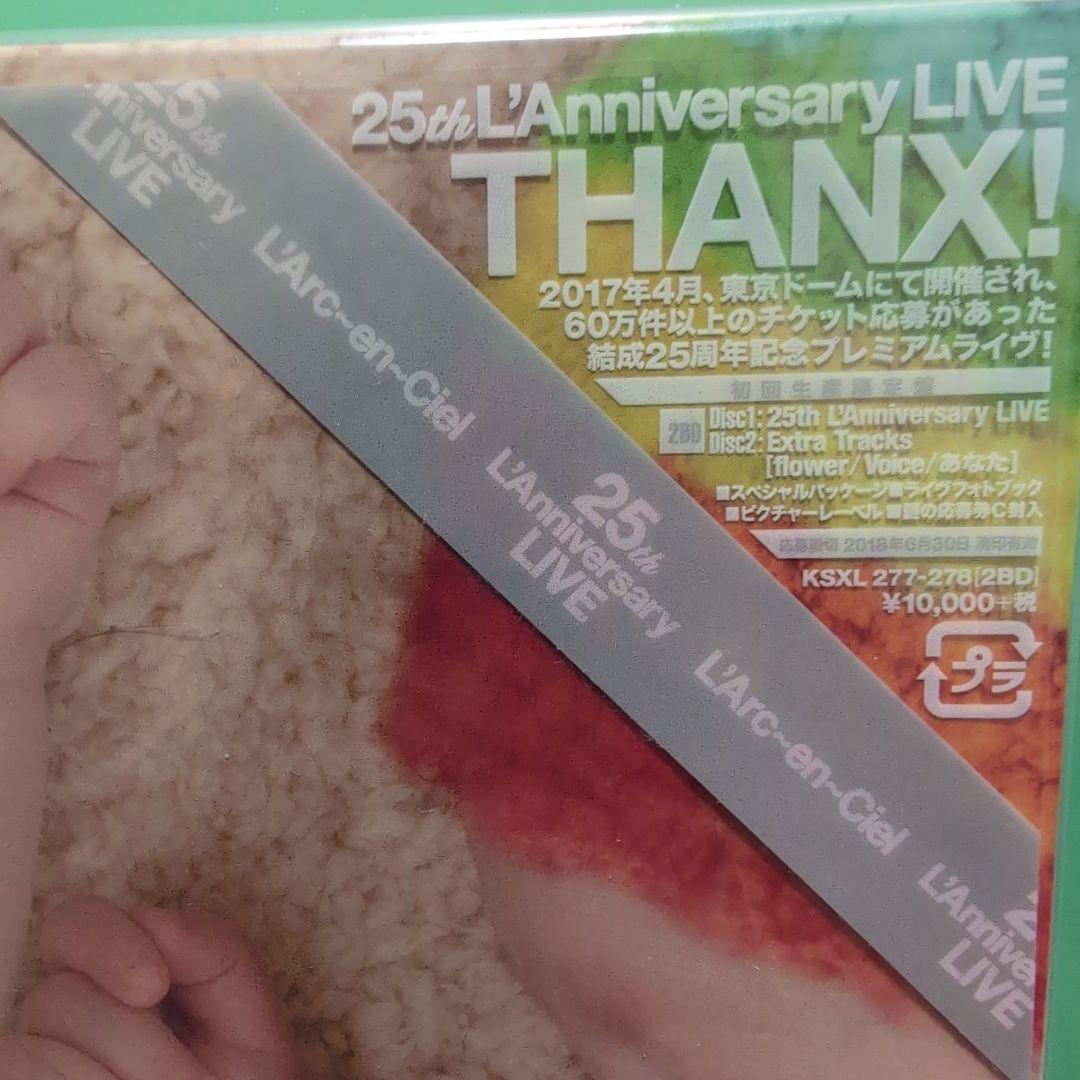 25th L'Anniversary LIVE
THANX!
2017年4月、東京ドームにて開催され、
60万件以上のチケット応募があった
結成25周年記念プレミアムライヴ!
初回生産限定盤
2BD
Disc1: 25th L'Anniversary LIVE
Disc2: Extra Tracks
[flower/Voice/あなた]
■スペシャルパッケージ■ライヴフォトブック
■ピクチャーレーベル ■謎の応募券C封入
応募締切 2018年6月30日 消印有効
KSXL 277-278[2BD]
¥10,000+税
プラ
25th
L'Anniversary
LIVE
L'Arc~en~Ciel
25th
L'Anniversary
LIVE
L'Arc~en~Ciel
2
L'Annive
LIVE